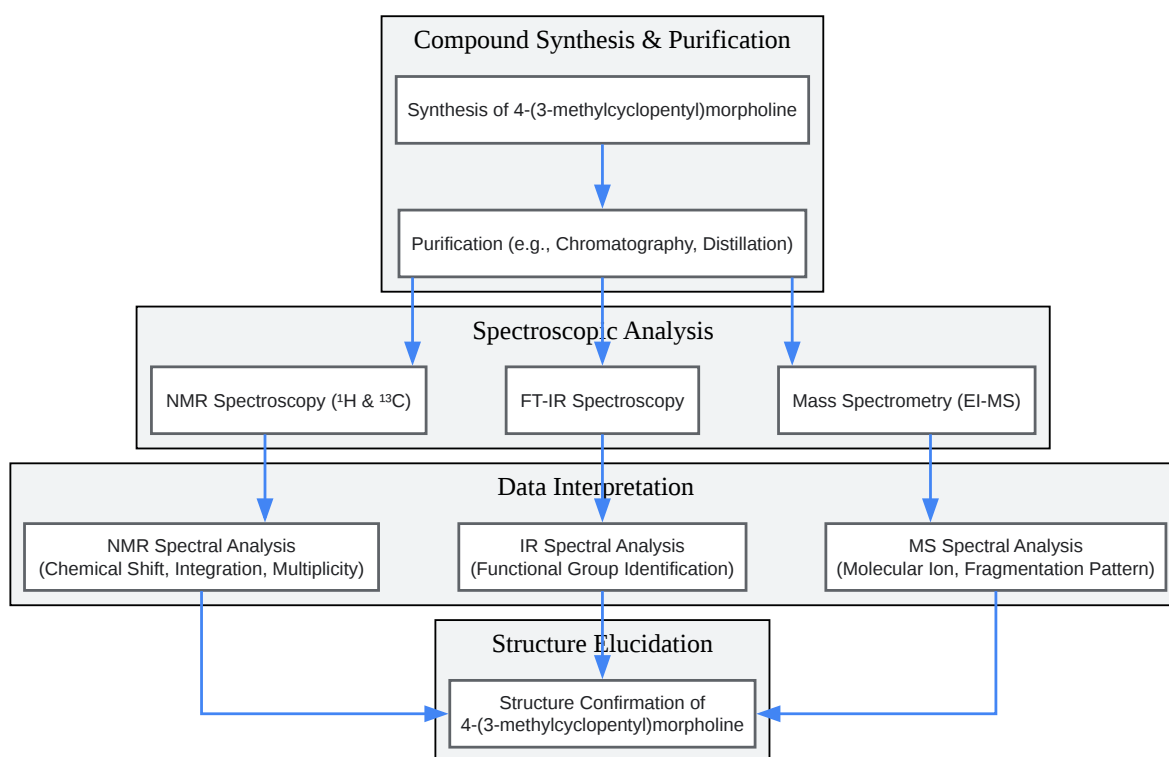 Compound Synthesis & Purification
Synthesis of 4-(3-methylcyclopentyl)morpholine
Purification (e.g., Chromatography, Distillation)
Spectroscopic Analysis
NMR Spectroscopy (¹H & ¹³C)
FT-IR Spectroscopy
Mass Spectrometry (EI-MS)
Data Interpretation
NMR Spectral Analysis
(Chemical Shift, Integration, Multiplicity)
IR Spectral Analysis
(Functional Group Identification)
MS Spectral Analysis
(Molecular Ion, Fragmentation Pattern)
Structure Elucidation
Structure Confirmation of
4-(3-methylcyclopentyl)morpholine